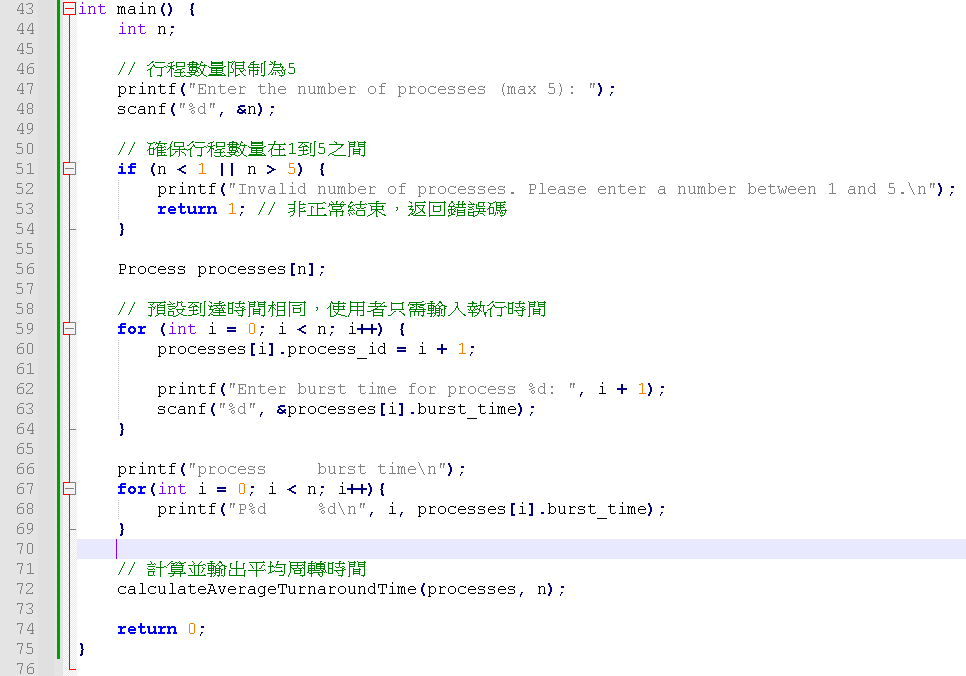 43 int main() {
44     int n;
45
46     // 行程數量限制為5
47     printf("Enter the number of processes (max 5): ");
48     scanf("%d", &n);
49
50     // 確保行程數量在1到5之間
51     if (n < 1 || n > 5) {
52         printf("Invalid number of processes. Please enter a number between 1 and 5.\n");
53         return 1; // 非正常結束，返回錯誤碼
54     }
55
56     Process processes[n];
57
58     // 預設到達時間相同，使用者只需輸入執行時間
59     for (int i = 0; i < n; i++) {
60         processes[i].process_id = i + 1;
61
62         printf("Enter burst time for process %d: ", i + 1);
63         scanf("%d", &processes[i].burst_time);
64     }
65
66     printf("process     burst time\n");
67     for(int i = 0; i < n; i++){
68         printf("P%d     %d\n", i, processes[i].burst_time);
69     }
70
71     // 計算並輸出平均周轉時間
72     calculateAverageTurnaroundTime(processes, n);
73
74     return 0;
75 }
76